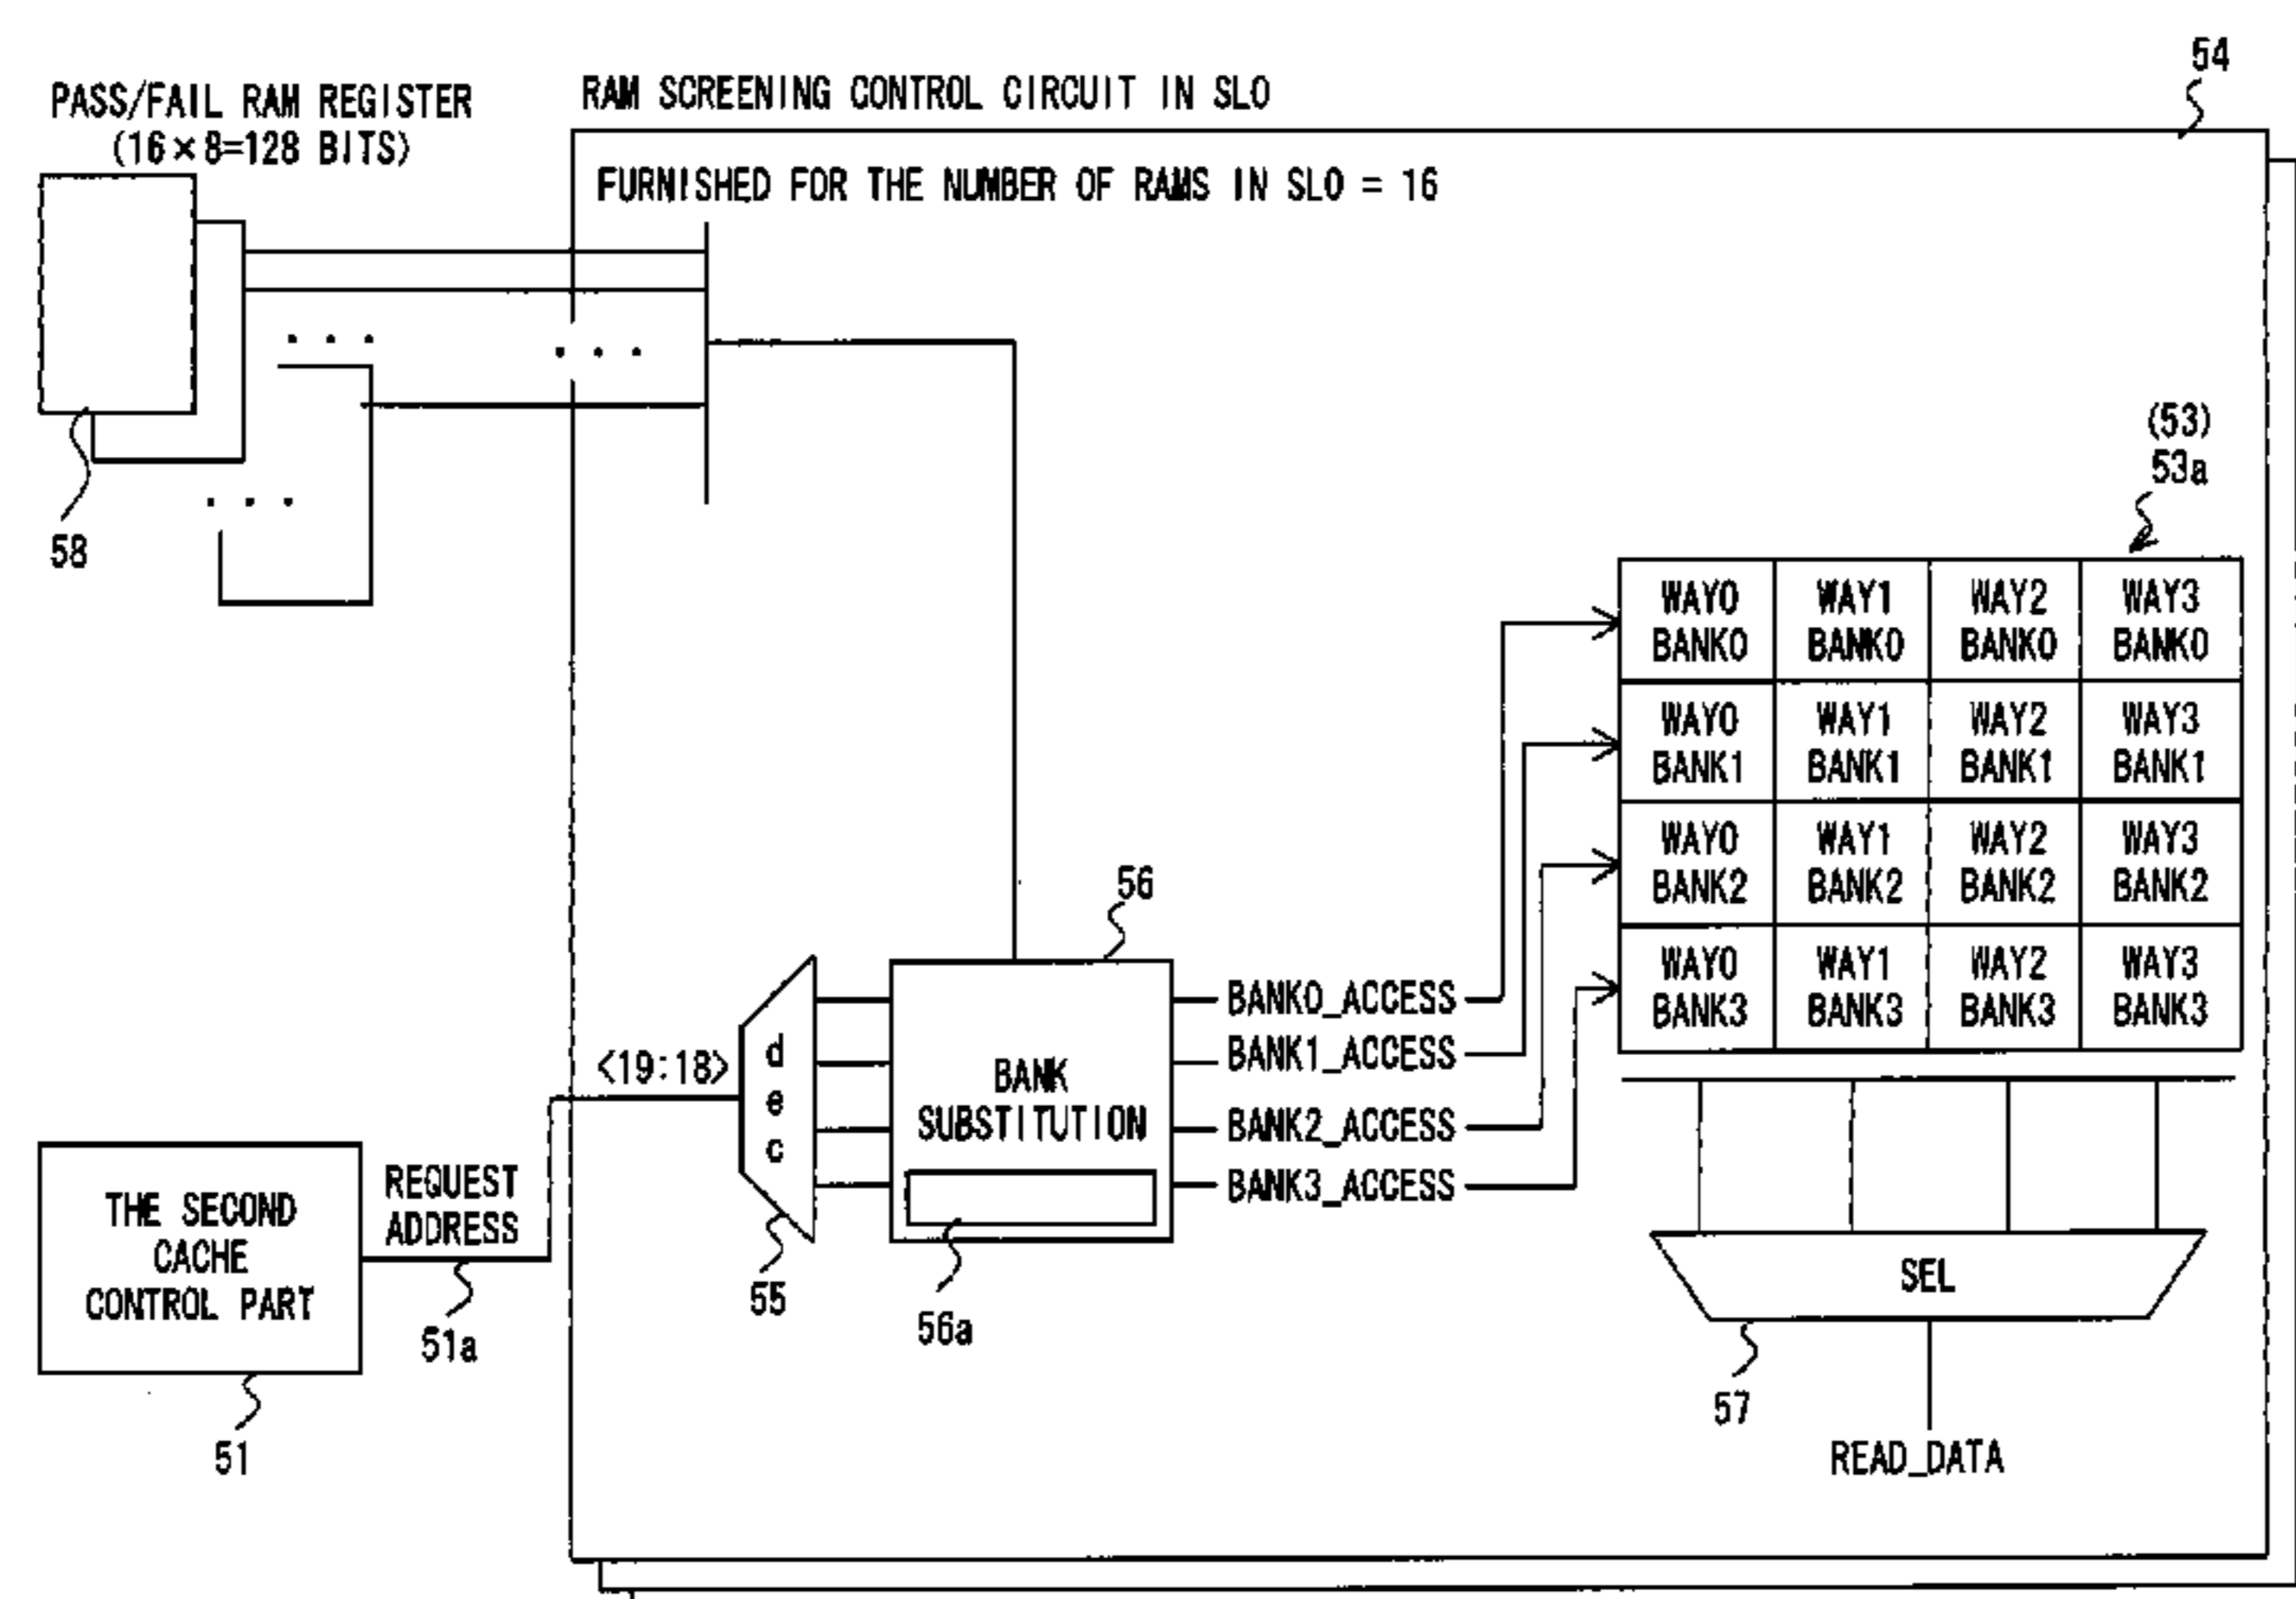 54
PASS/FAIL RAM REGISTER
(16×8=128 BITS)
RAM SCREENING CONTROL CIRCUIT IN SLO
FURNISHED FOR THE NUMBER OF RAMS IN SLO = 16
. . .
. . .
. . .
58
(53)
53a
WAY0 WAY1 WAY2 WAY3
BANK0 BANK0 BANK0 BANK0
WAY0 WAY1 WAY2 WAY3
BANK1 BANK1 BANK1 BANK1
WAY0 WAY1 WAY2 WAY3
BANK2 BANK2 BANK2 BANK2
WAY0 WAY1 WAY2 WAY3
BANK3 BANK3 BANK3 BANK3
56
<19:18>
d
e
c
BANK
SUBSTITUTION
BANK0_ACCESS
BANK1_ACCESS
BANK2_ACCESS
BANK3_ACCESS
55
56a
THE SECOND
CACHE
CONTROL PART
REQUEST
ADDRESS
51a
51
SEL
57
READ_DATA